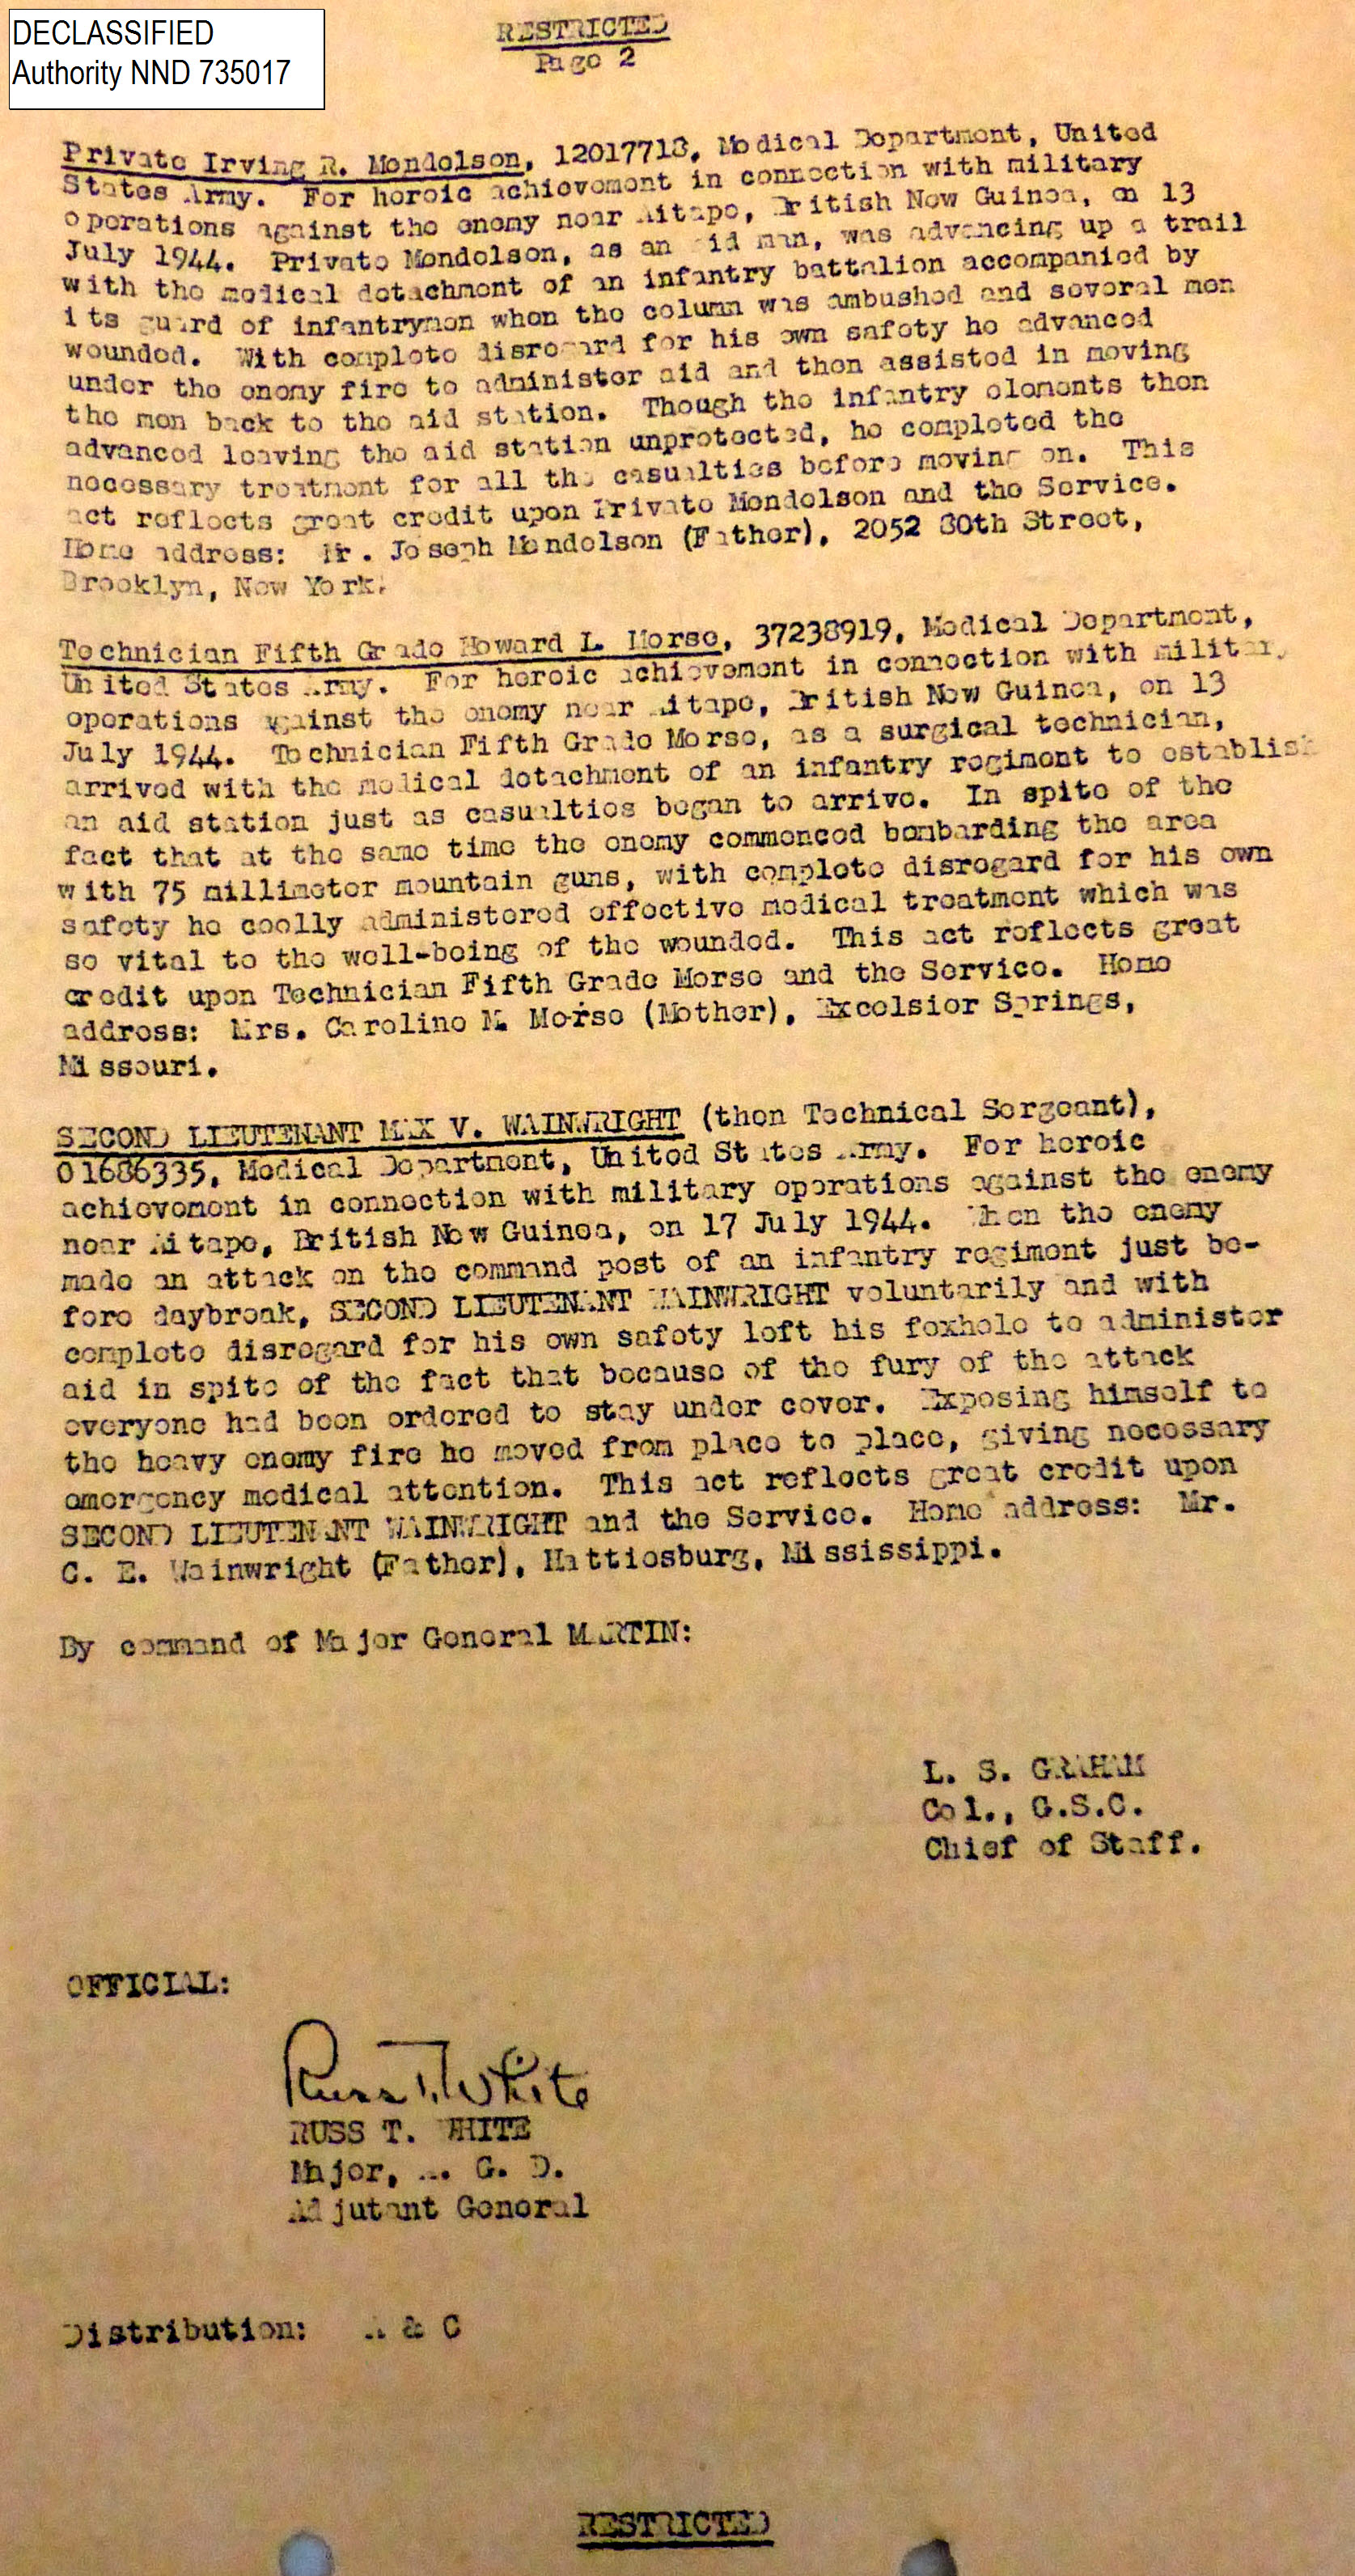 DECLASSIFIED
Authority NND 735017
RESTRICTED
Page 2
Private Irving R. Mendelson, 12017718, Medical Department, United
States Army. For heroic achievement in connection with military
operations against the enemy near Aitape, British New Guinea, on 13
July 1944. Private Mendelson, as an aid man, was advancing up a trail
with the medical detachment of an infantry battalion accompanied by
its guard of infantrymen when the column was ambushed and several men
wounded. With complete disregard for his own safety he advanced
under the enemy fire to administer aid and then assisted in moving
the men back to the aid station. Though the infantry elements then
advanced leaving the aid station unprotected, he completed the
necessary treatment for all the casualties before moving on. This
act reflects great credit upon Private Mendelson and the Service.
Home address: Mr. Joseph Mendelson (Father), 2052 80th Street,
Brooklyn, New York.
Technician Fifth Grade Howard L. Morse, 37238919, Medical Department,
United States Army. For heroic achievement in connection with military
operations against the enemy near Aitape, British New Guinea, on 13
July 1944. Technician Fifth Grade Morse, as a surgical technician,
arrived with the medical detachment of an infantry regiment to establish
an aid station just as casualties began to arrive. In spite of the
fact that at the same time the enemy commenced bombarding the area
with 75 millimeter mountain guns, with complete disregard for his own
safety he coolly administered effective medical treatment which was
so vital to the well-being of the wounded. This act reflects great
credit upon Technician Fifth Grade Morse and the Service. Home
address: Mrs. Caroline M. Morse (Mother), Excelsior Springs,
Missouri.
SECOND LIEUTENANT MAX V. WAINWRIGHT (then Technical Sergeant),
O1686335, Medical Department, United States Army. For heroic
achievement in connection with military operations against the enemy
near Aitape, British New Guinea, on 17 July 1944. When the enemy
made an attack on the command post of an infantry regiment just be-
fore daybreak, SECOND LIEUTENANT WAINWRIGHT voluntarily and with
complete disregard for his own safety left his foxhole to administer
aid in spite of the fact that because of the fury of the attack
everyone had been ordered to stay under cover. Exposing himself to
the heavy enemy fire he moved from place to place, giving necessary
emergency medical attention. This act reflects great credit upon
SECOND LIEUTENANT WAINWRIGHT and the Service. Home address: Mr.
C. E. Wainwright (Father), Hattiesburg, Mississippi.
By command of Major General MARTIN:
L. S. GRAHAM
Col., G.S.C.
Chief of Staff.
OFFICIAL:
Russ T. White
RUSS T. WHITE
Major, A. G. D.
Adjutant General
Distribution: A & C
RESTRICTED